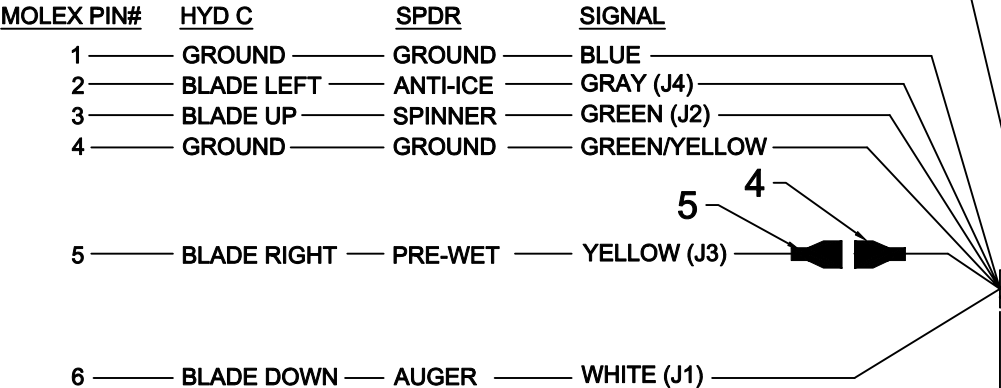 MOLEX PIN# HYD C SPDR SIGNAL
1 GROUND GROUND BLUE
2 BLADE LEFT ANTI-ICE GRAY (J4)
3 BLADE UP SPINNER GREEN (J2)
4 GROUND GROUND GREEN/YELLOW
4
5
5 BLADE RIGHT PRE-WET YELLOW (J3)
6 BLADE DOWN AUGER WHITE (J1)